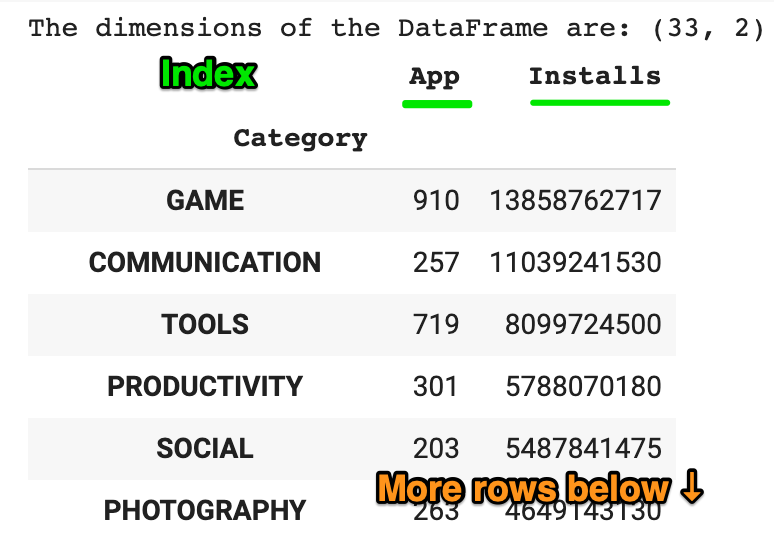 The dimensions of the DataFrame are: (33, 2)
Index App Installs
Category
GAME 910 13858762717
COMMUNICATION 257 11039241530
TOOLS 719 8099724500
PRODUCTIVITY 301 5788070180
SOCIAL 203 5487841475
More rows below ↓
PHOTOGRAPHY 263 4649143130